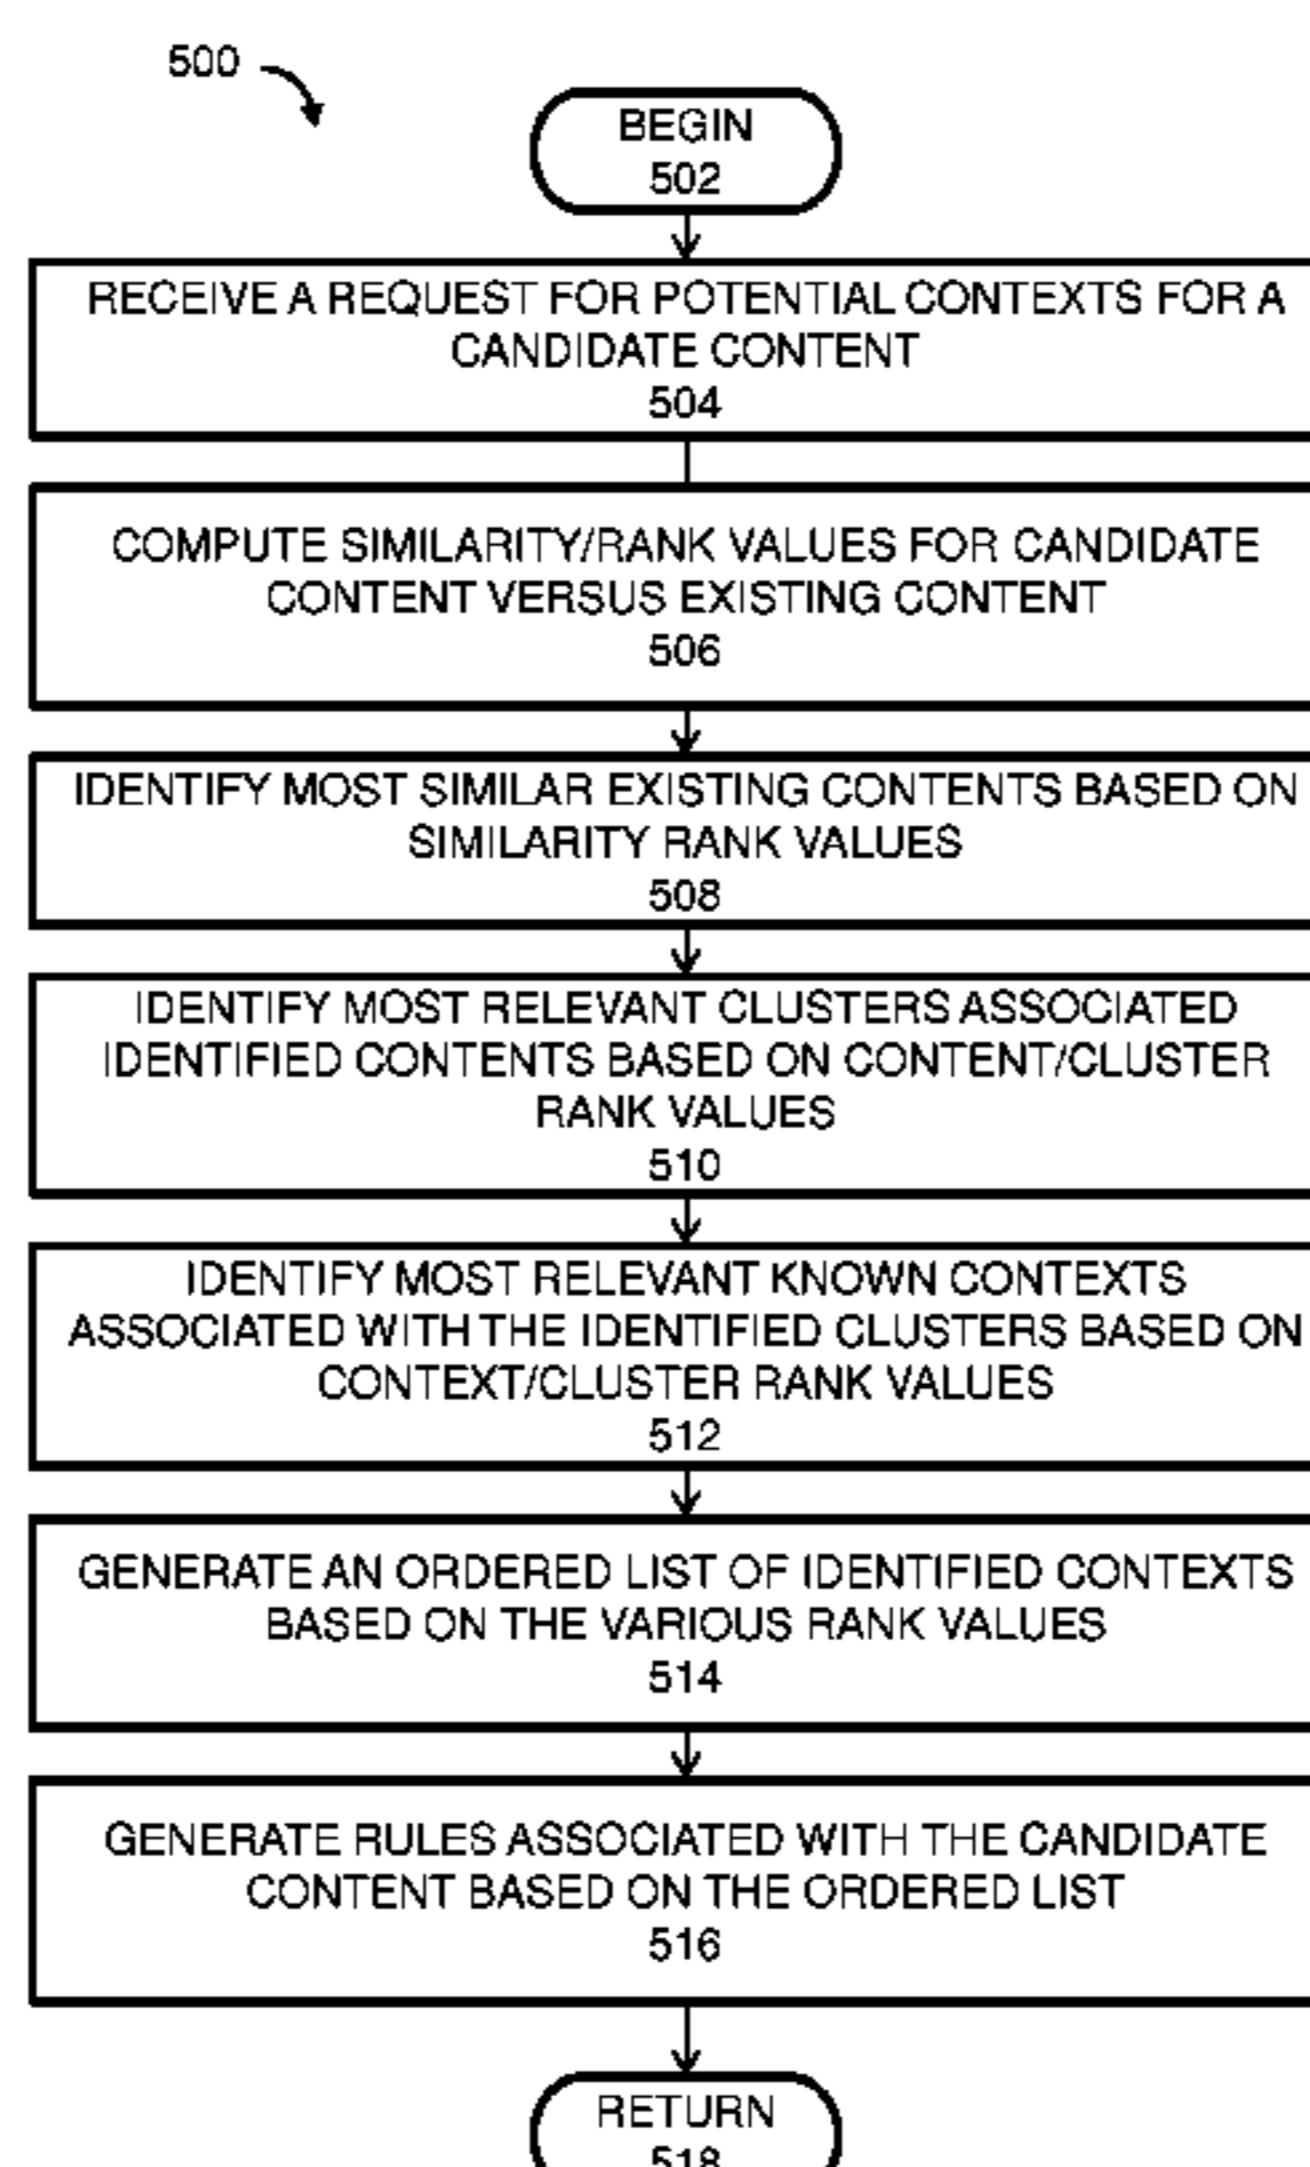 500
BEGIN
502
RECEIVE A REQUEST FOR POTENTIAL CONTEXTS FOR A
CANDIDATE CONTENT
504
COMPUTE SIMILARITY/RANK VALUES FOR CANDIDATE
CONTENT VERSUS EXISTING CONTENT
506
IDENTIFY MOST SIMILAR EXISTING CONTENTS BASED ON
SIMILARITY RANK VALUES
508
IDENTIFY MOST RELEVANT CLUSTERS ASSOCIATED
IDENTIFIED CONTENTS BASED ON CONTENT/CLUSTER
RANK VALUES
510
IDENTIFY MOST RELEVANT KNOWN CONTEXTS
ASSOCIATED WITH THE IDENTIFIED CLUSTERS BASED ON
CONTEXT/CLUSTER RANK VALUES
512
GENERATE AN ORDERED LIST OF IDENTIFIED CONTEXTS
BASED ON THE VARIOUS RANK VALUES
514
GENERATE RULES ASSOCIATED WITH THE CANDIDATE
CONTENT BASED ON THE ORDERED LIST
516
RETURN
518